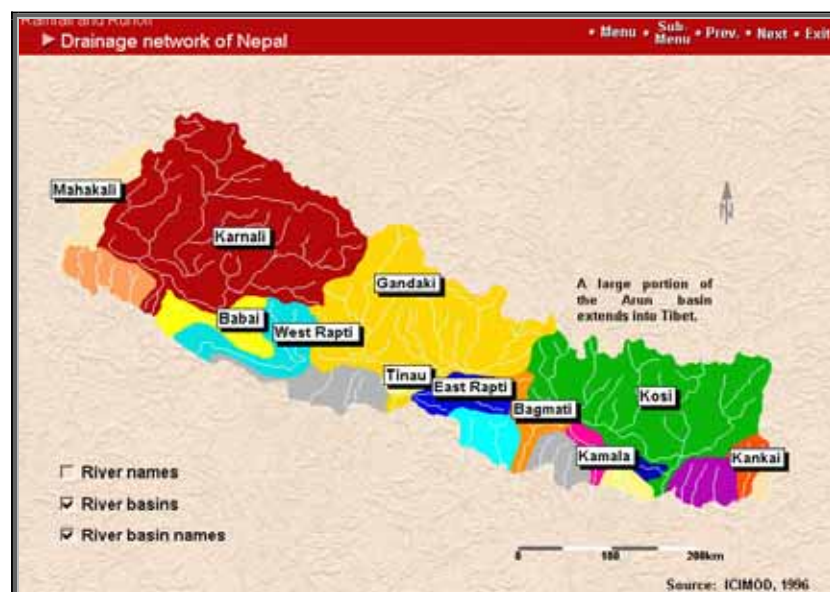 Rainfall and Runoff
Drainage network of Nepal
• Menu • Sub Menu • Prev. • Next • Exit
Mahakali
Karnali
Gandaki
A large portion of
the Arun basin
extends into Tibet.
Babai
West Rapti
Tinau
East Rapti
Bagmati
Kosi
Kamala
Kankai
N
River names
River basins
River basin names
0 100 200km
Source: ICIMOD, 1996